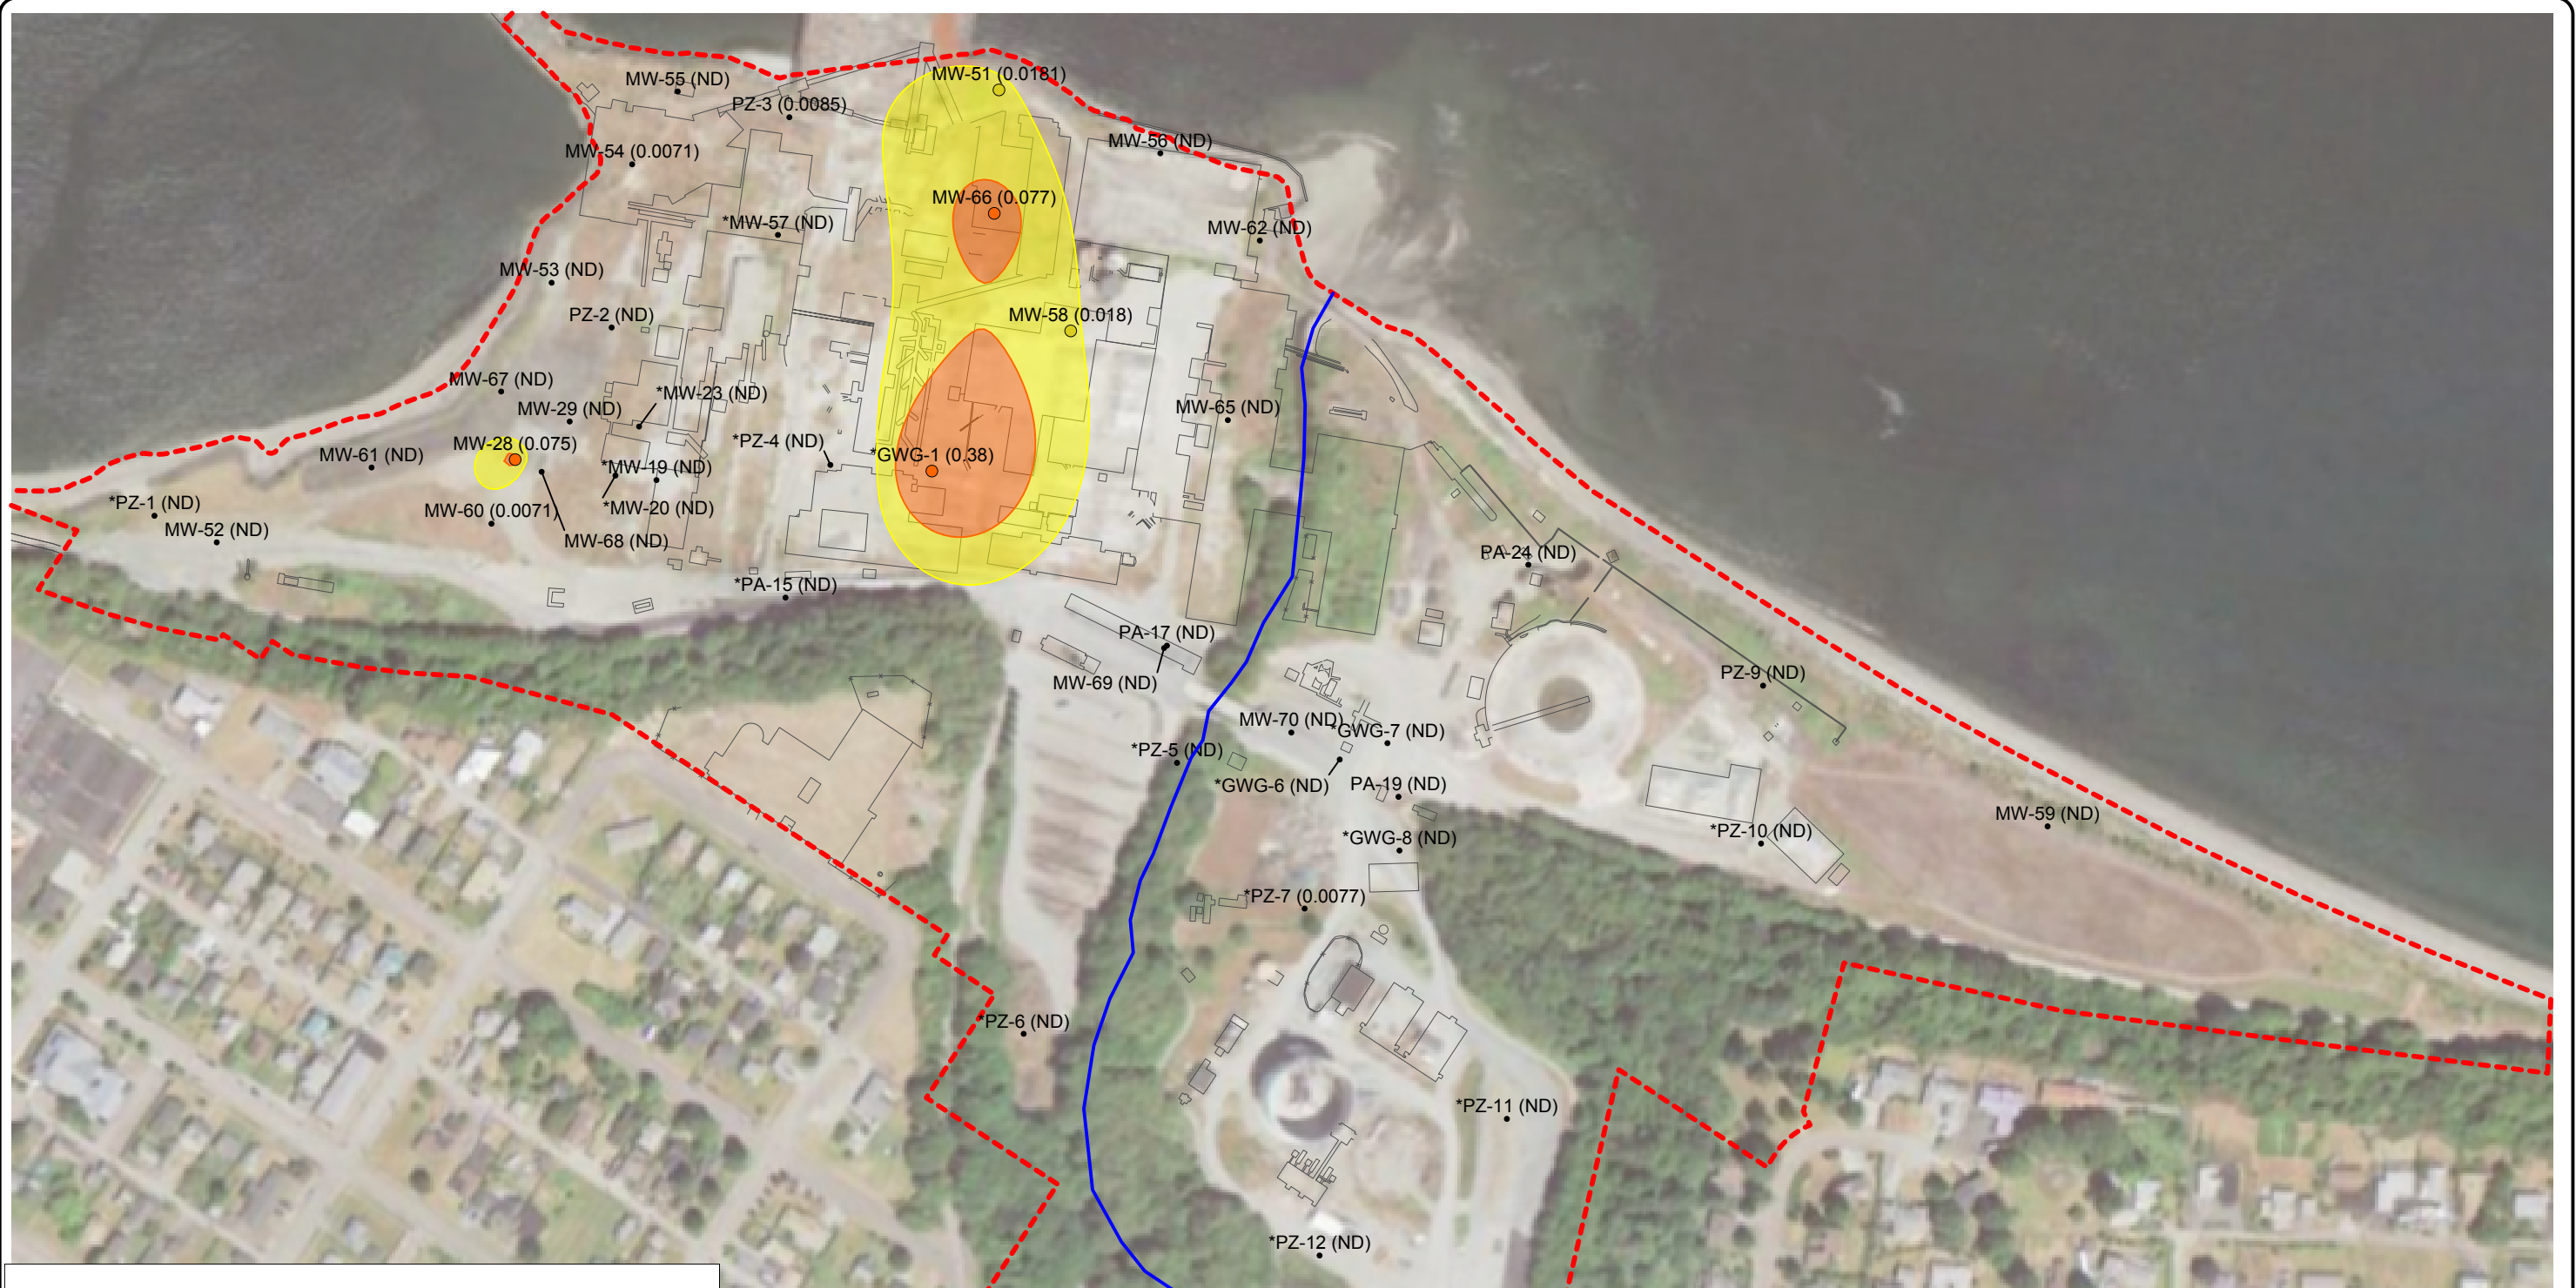 MW-51 (0.0181)
MW-55 (ND)
PZ-3 (0.0085)
MW-56 (ND)
MW-54 (0.0071)
MW-66 (0.077)
*MW-57 (ND)
MW-62 (ND)
MW-53 (ND)
PZ-2 (ND)
MW-58 (0.018)
MW-67 (ND)
*MW-23 (ND)
MW-29 (ND)
MW-65 (ND)
MW-28 (0.075)
*PZ-4 (ND)
MW-61 (ND)
*GWG-1 (0.38)
*MW-19 (ND)
*PZ-1 (ND)
MW-60 (0.0071)
*MW-20 (ND)
MW-52 (ND)
MW-68 (ND)
PA-24 (ND)
*PA-15 (ND)
PA-17 (ND)
PZ-9 (ND)
MW-69 (ND)
MW-70 (ND)
*GWG-7 (ND)
*PZ-5 (ND)
*GWG-6 (ND)
PA-19 (ND)
MW-59 (ND)
*PZ-10 (ND)
*GWG-8 (ND)
*PZ-7 (0.0077)
*PZ-6 (ND)
*PZ-11 (ND)
*PZ-12 (ND)